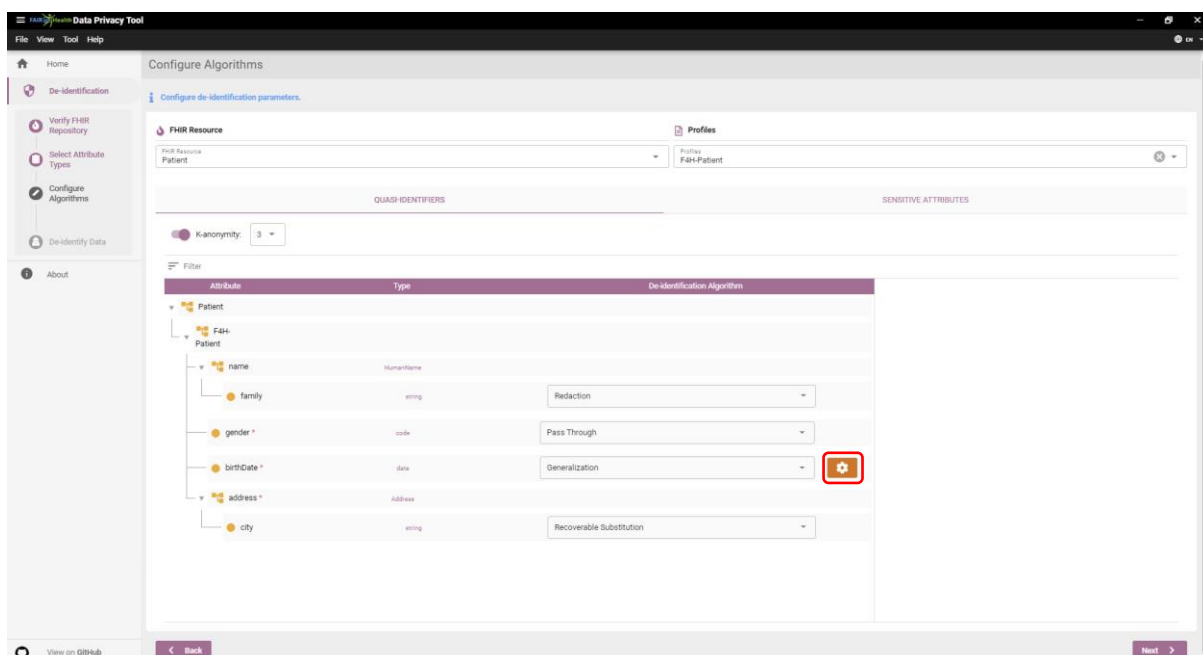 FAIR4Health Data Privacy Tool
File View Tool Help
EN
Home
De-identification
Verify FHIR
Repository
Select Attribute
Types
Configure
Algorithms
De-identify Data
About
View on GitHub
Configure Algorithms
Configure de-identification parameters.
FHIR Resource
Profiles
FHIR Resource
Patient
Profiles
F4H-Patient
QUASI-IDENTIFIERS
SENSITIVE ATTRIBUTES
K-anonymity: 3
Filter
Attribute Type De-identification Algorithm
Patient
F4H-
Patient
name HumanName
family string Redaction
gender * code Pass Through
birthDate * date Generalization
address * Address
city string Recoverable Substitution
Back
Next